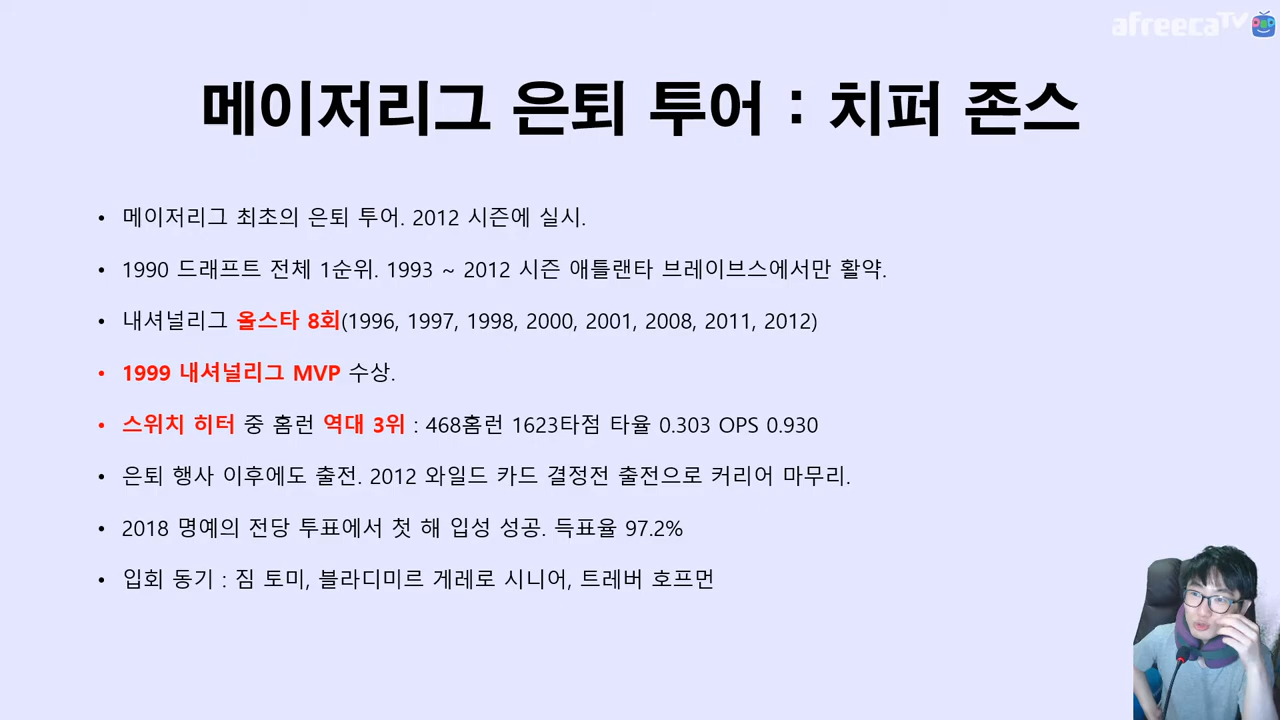 afreecaTV
메이저리그 은퇴 투어 : 치퍼 존스
• 메이저리그 최초의 은퇴 투어. 2012 시즌에 실시.
• 1990 드래프트 전체 1순위. 1993 ~ 2012 시즌 애틀랜타 브레이브스에서만 활약.
• 내셔널리그 올스타 8회(1996, 1997, 1998, 2000, 2001, 2008, 2011, 2012)
• 1999 내셔널리그 MVP 수상.
• 스위치 히터 중 홈런 역대 3위 : 468홈런 1623타점 타율 0.303 OPS 0.930
• 은퇴 행사 이후에도 출전. 2012 와일드 카드 결정전 출전으로 커리어 마무리.
• 2018 명예의 전당 투표에서 첫 해 입성 성공. 득표율 97.2%
• 입회 동기 : 짐 토미, 블라디미르 게레로 시니어, 트레버 호프먼